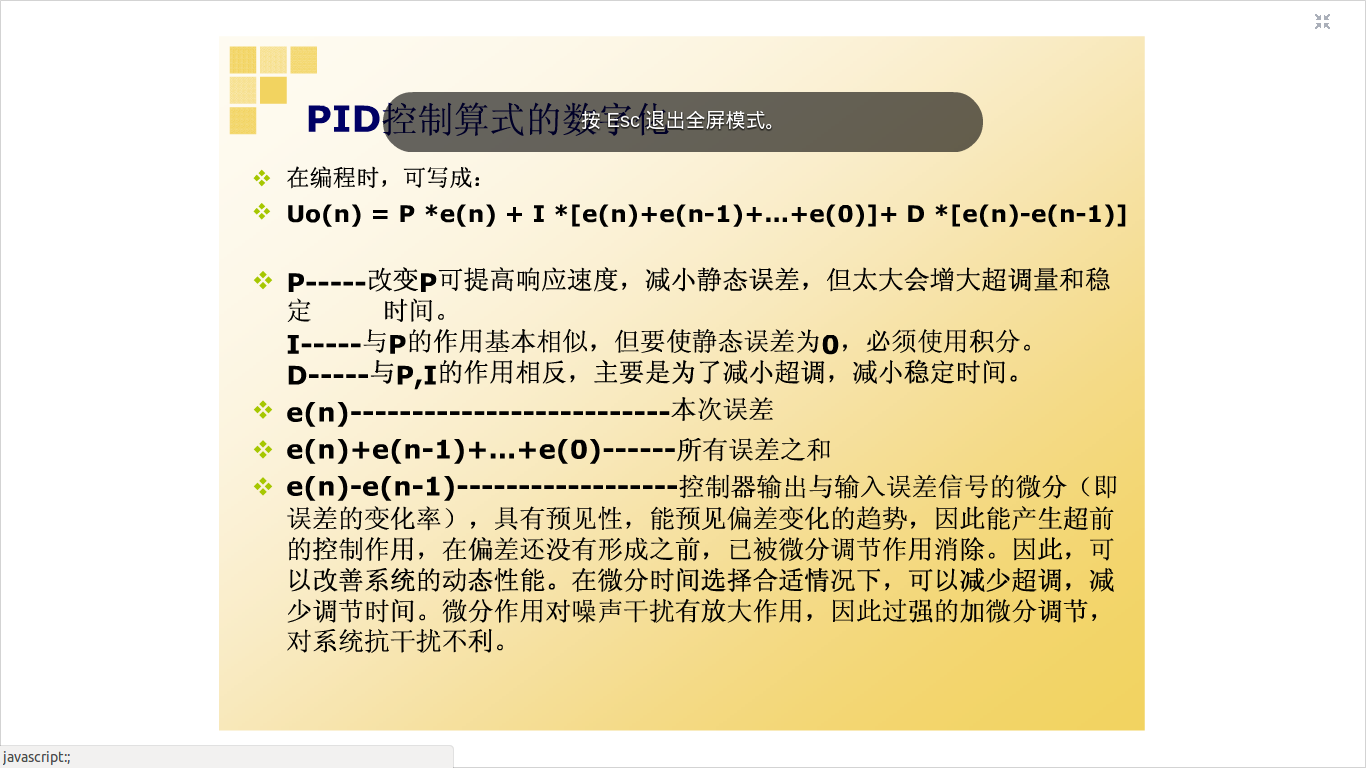 PID控制算式的数字化
按 Esc 退出全屏模式。
在编程时，可写成：
Uo(n) = P *e(n) + I *[e(n)+e(n-1)+...+e(0)]+ D *[e(n)-e(n-1)]
P-----改变P可提高响应速度，减小静态误差，但太大会增大超调量和稳
定 时间。
I-----与P的作用基本相似，但要使静态误差为0，必须使用积分。
D-----与P,I的作用相反，主要是为了减小超调，减小稳定时间。
e(n)--------------------------本次误差
e(n)+e(n-1)+...+e(0)------所有误差之和
e(n)-e(n-1)------------------控制器输出与输入误差信号的微分（即
误差的变化率），具有预见性，能预见偏差变化的趋势，因此能产生超前
的控制作用，在偏差还没有形成之前，已被微分调节作用消除。因此，可
以改善系统的动态性能。在微分时间选择合适情况下，可以减少超调，减
少调节时间。微分作用对噪声干扰有放大作用，因此过强的加微分调节，
对系统抗干扰不利。
javascript:;